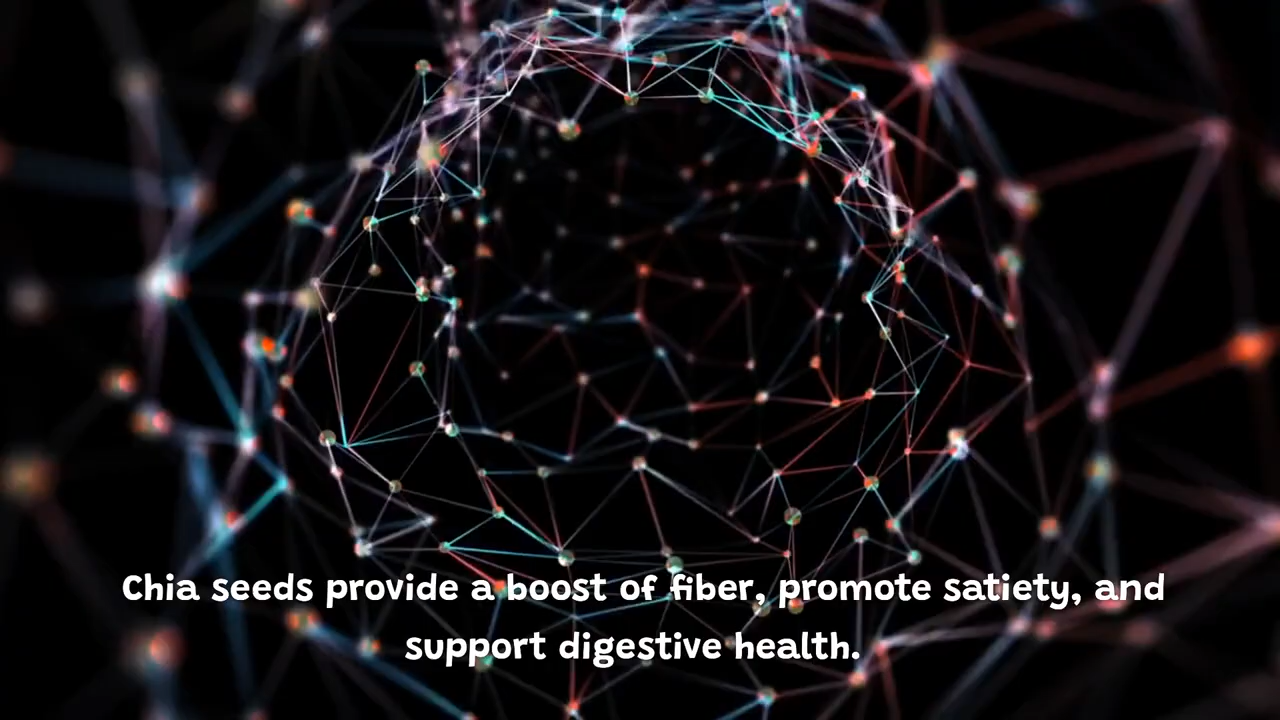 Chia seeds provide a boost of fiber, promote satiety, and
support digestive health.